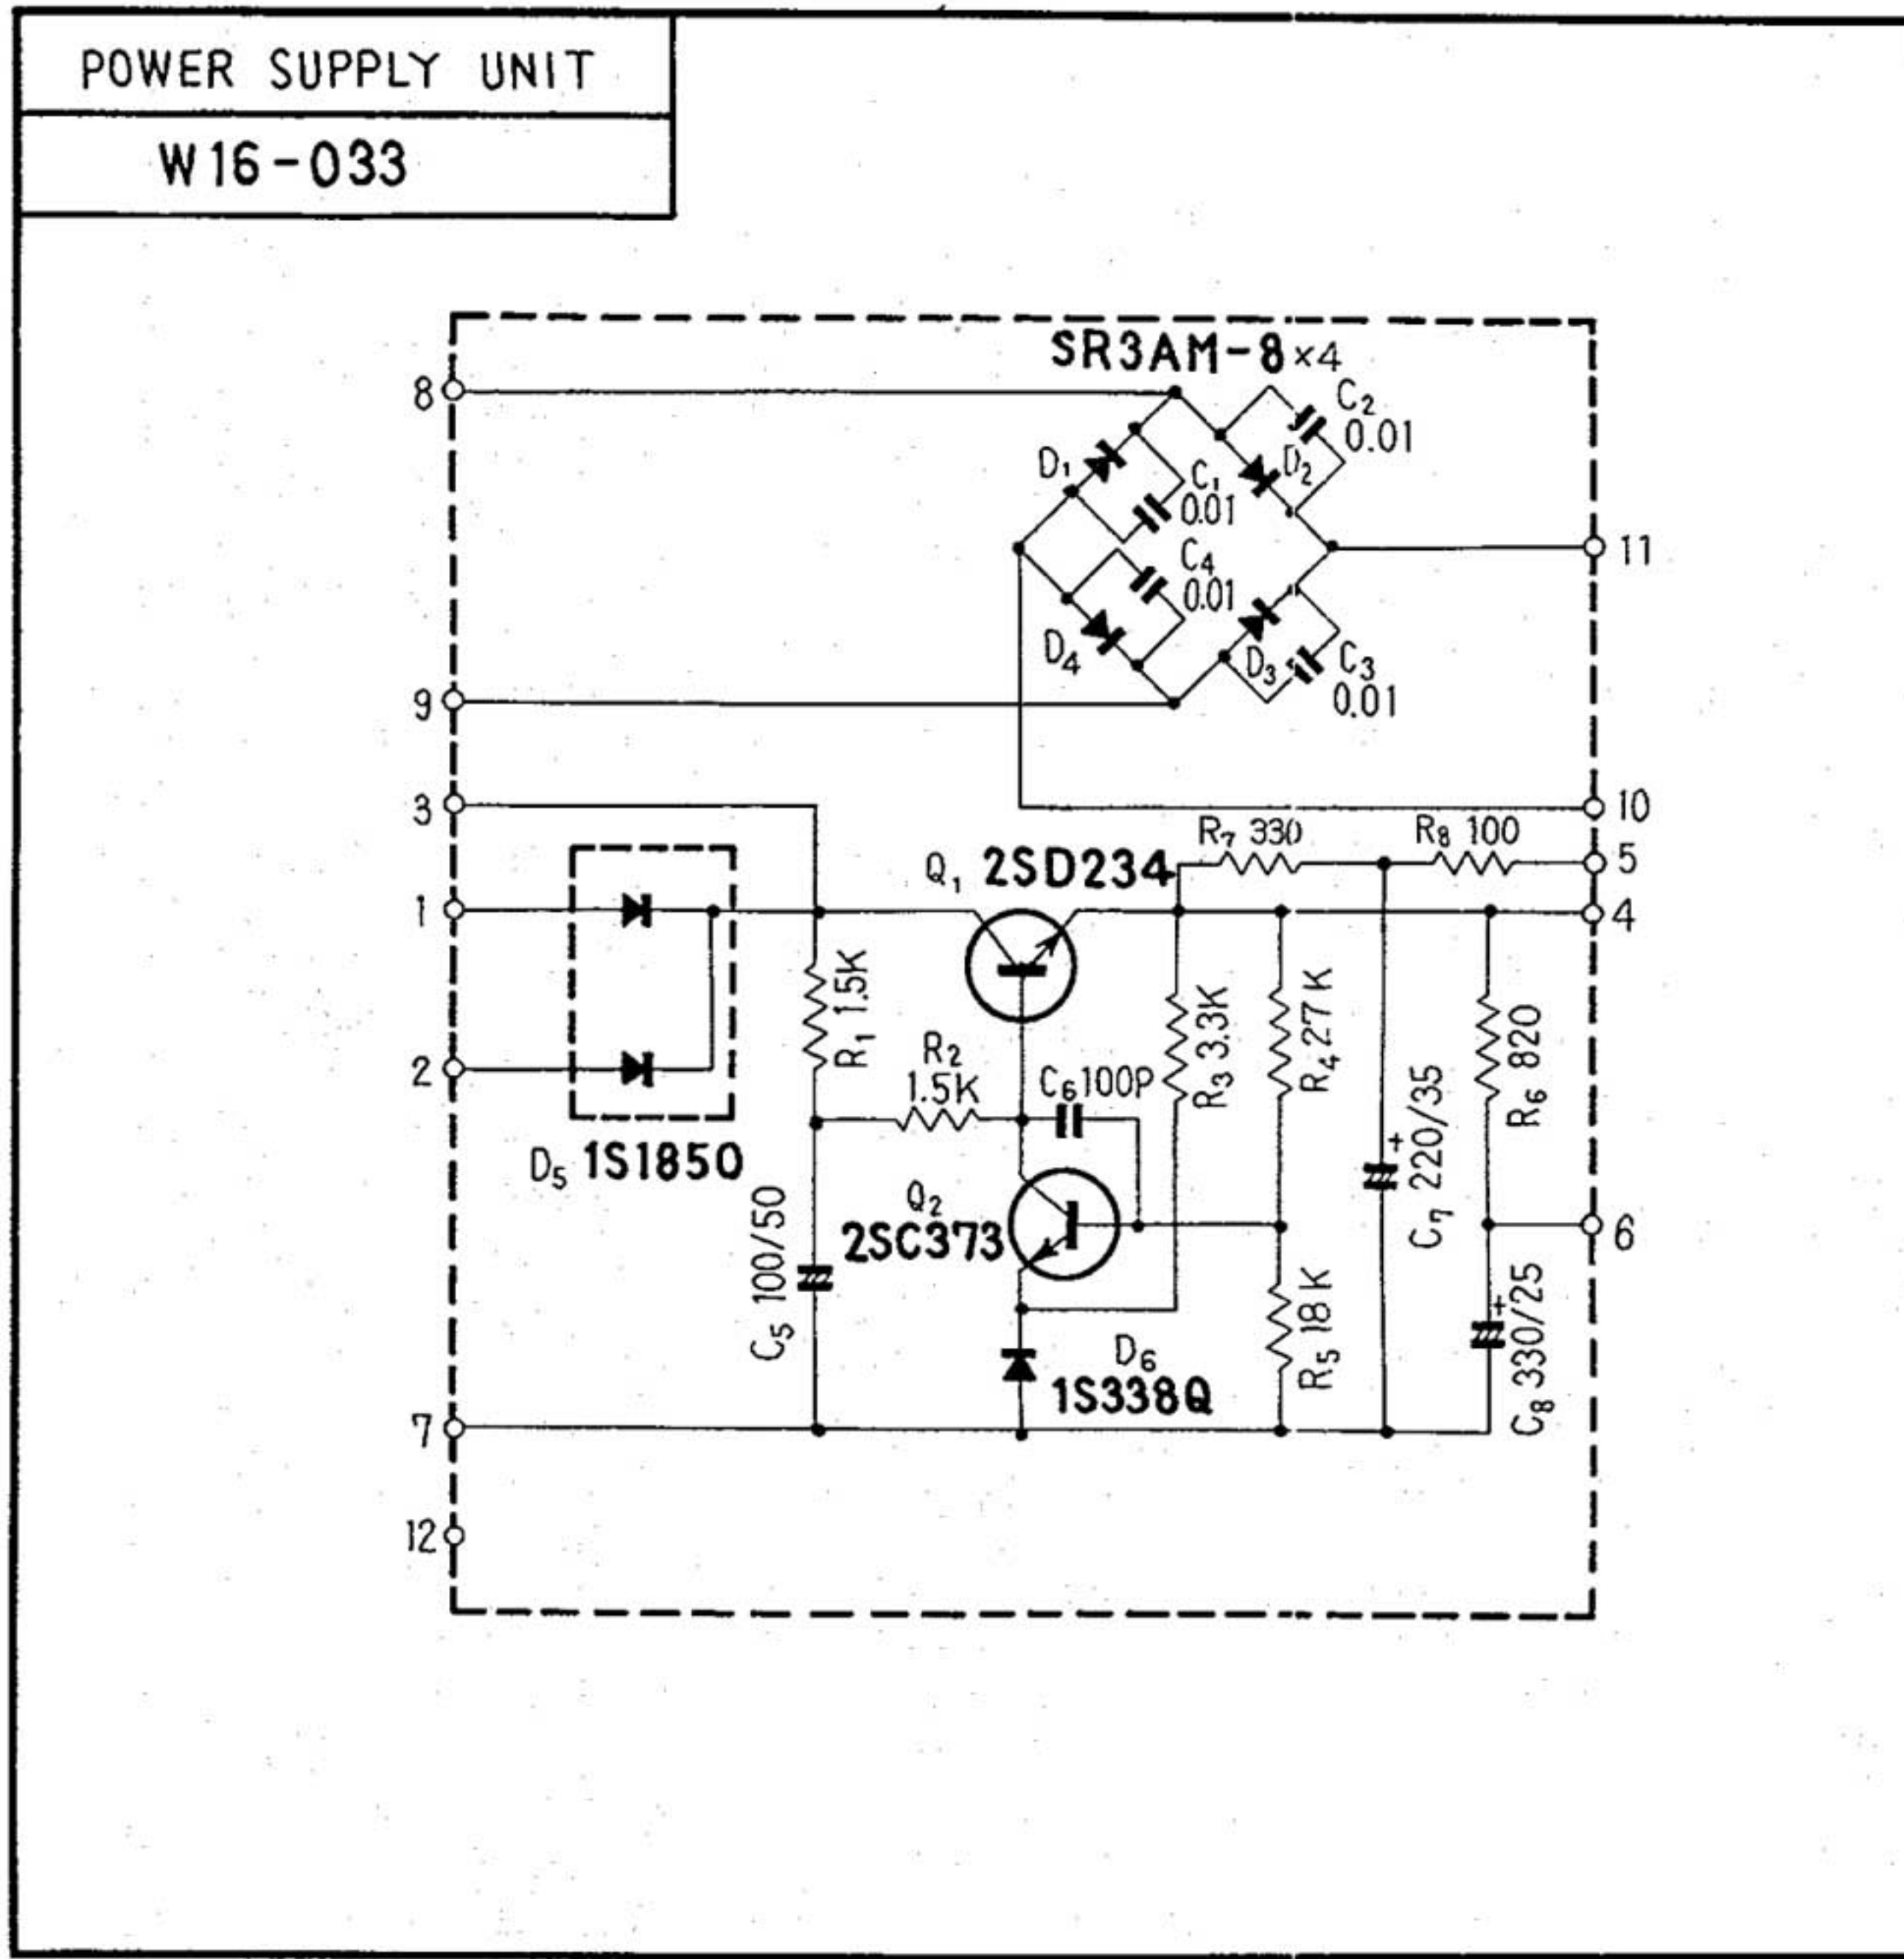 POWER SUPPLY UNIT
W16-033
SR3AM-8 ×4
8
C2
0.01
D1
D2
C1
0.01
11
C4
0.01
D4
D3
C3
0.01
9
3
10
R7 330
R8 100
5
Q1 2SD234
1
4
R1 1.5K
R3 3.3K
R4 27K
R6 820
2
R2
1.5K
C6 100P
D5 1S1850
C7 220/35
Q2
2SC373
6
C5 100/50
D6
1S338Q
R5 18K
C8 330/25
+
+
7
12